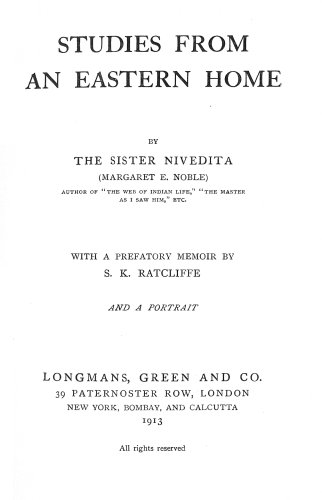 STUDIES FROM
AN EASTERN HOME
BY
THE SISTER NIVEDITA
(MARGARET E. NOBLE)
AUTHOR OF "THE WEB OF INDIAN LIFE," "THE MASTER
AS I SAW HIM," ETC.
WITH A PREFATORY MEMOIR BY
S. K. RATCLIFFE
AND A PORTRAIT
LONGMANS, GREEN AND CO.
39 PATERNOSTER ROW, LONDON
NEW YORK, BOMBAY, AND CALCUTTA
1913
All rights reserved